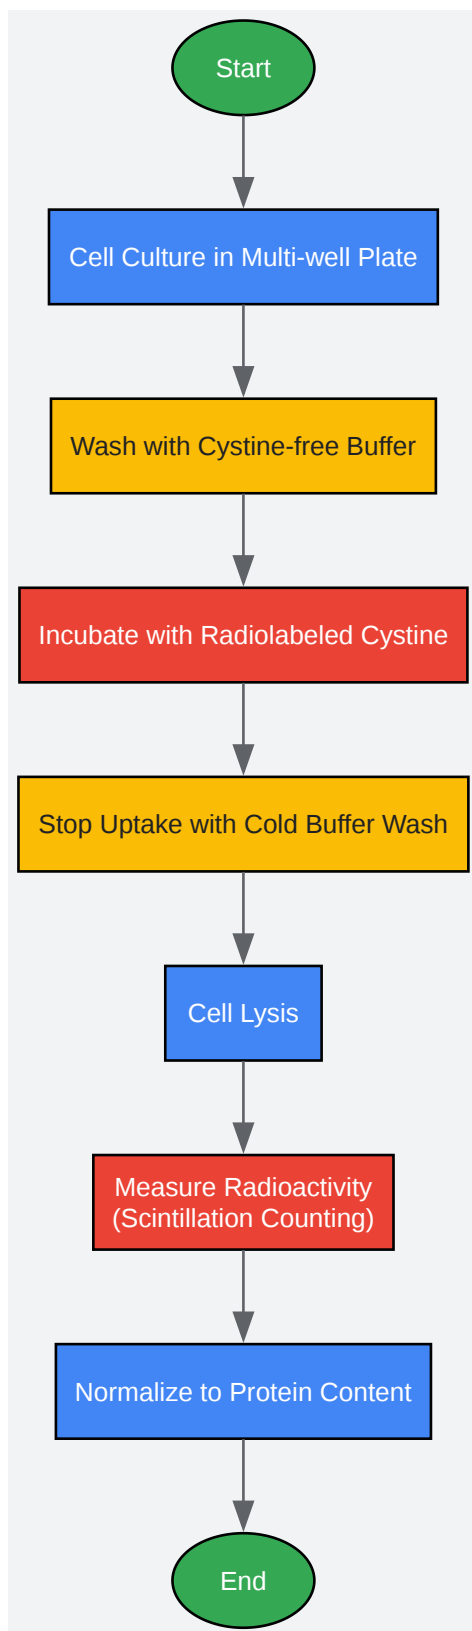 Start
Cell Culture in Multi-well Plate
Wash with Cystine-free Buffer
Incubate with Radiolabeled Cystine
Stop Uptake with Cold Buffer Wash
Cell Lysis
Measure Radioactivity
(Scintillation Counting)
Normalize to Protein Content
End